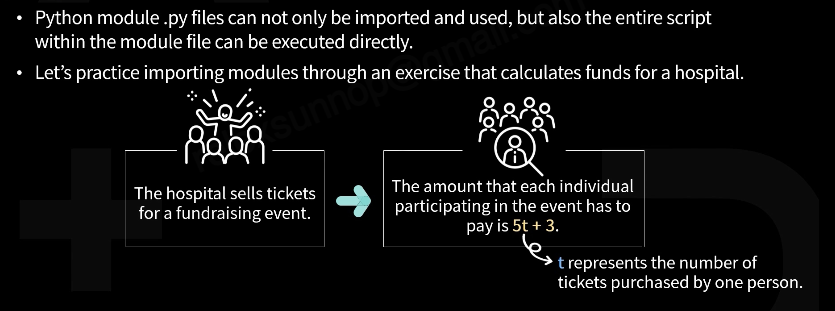 • Python module .py files can not only be imported and used, but also the entire script
within the module file can be executed directly.
• Let's practice importing modules through an exercise that calculates funds for a hospital.
The hospital sells tickets
for a fundraising event.
The amount that each individual
participating in the event has to
pay is 5t + 3.
t represents the number of
tickets purchased by one person.